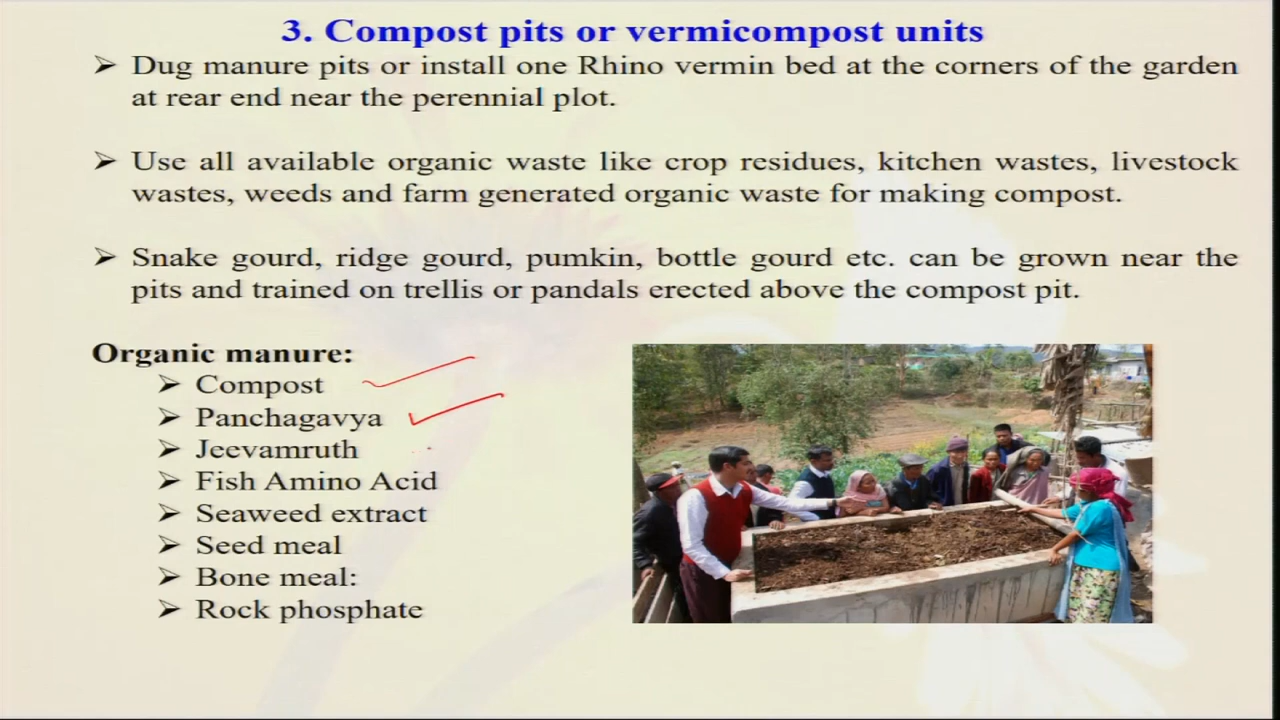 3. Compost pits or vermicompost units
➢ Dug manure pits or install one Rhino vermin bed at the corners of the garden
at rear end near the perennial plot.
➢ Use all available organic waste like crop residues, kitchen wastes, livestock
wastes, weeds and farm generated organic waste for making compost.
➢ Snake gourd, ridge gourd, pumkin, bottle gourd etc. can be grown near the
pits and trained on trellis or pandals erected above the compost pit.
Organic manure:
➢ Compost
➢ Panchagavya
➢ Jeevamruth
➢ Fish Amino Acid
➢ Seaweed extract
➢ Seed meal
➢ Bone meal:
➢ Rock phosphate